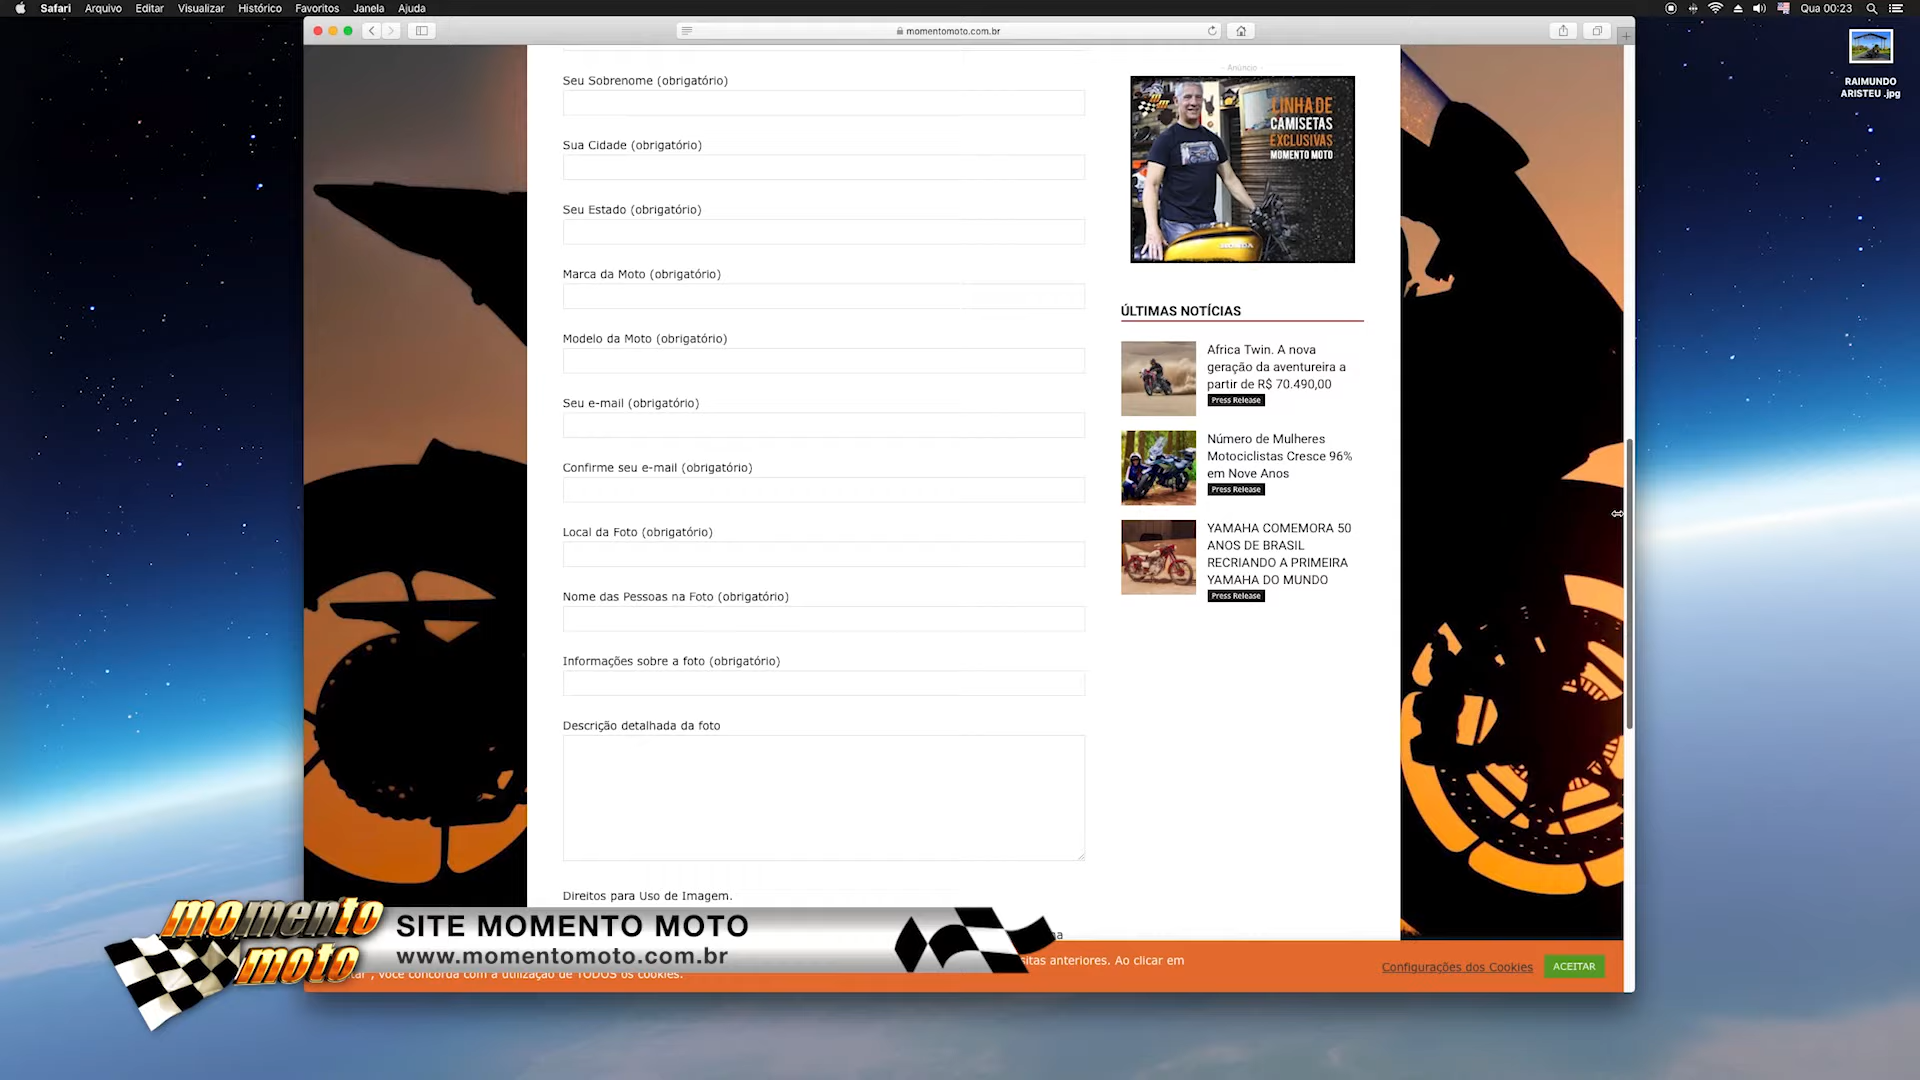 Safari Arquivo Editar Visualizar Histórico Favoritos Janela Ajuda
Qua 00:23
momentomoto.com.br
RAIMUNDO
ARISTEU .jpg
Seu Sobrenome (obrigatório)
Sua Cidade (obrigatório)
Seu Estado (obrigatório)
Marca da Moto (obrigatório)
Modelo da Moto (obrigatório)
Seu e-mail (obrigatório)
Confirme seu e-mail (obrigatório)
Local da Foto (obrigatório)
Nome das Pessoas na Foto (obrigatório)
Informações sobre a foto (obrigatório)
Descrição detalhada da foto
Direitos para Uso de Imagem.
- Anúncio -
LINHA DE
CAMISETAS
EXCLUSIVAS
MOMENTO MOTO
HONDA
ÚLTIMAS NOTÍCIAS
Africa Twin. A nova
geração da aventureira a
partir de R$ 70.490,00
Press Release
Número de Mulheres
Motociclistas Cresce 96%
em Nove Anos
Press Release
YAMAHA COMEMORA 50
ANOS DE BRASIL
RECRIANDO A PRIMEIRA
YAMAHA DO MUNDO
Press Release
momento
moto
SITE MOMENTO MOTO
www.momentomoto.com.br
sitas anteriores. Ao clicar em
, você concorda com a utilização de TODOS os cookies.
Configurações dos Cookies
ACEITAR